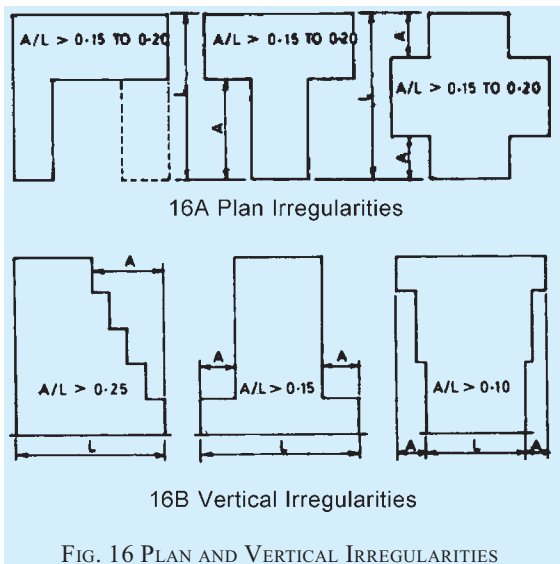 A/L > 0·15 TO 0·20
A/L > 0·15 TO 0·20
A
A/L > 0·15 TO 0·20
L
A
L
A
16A Plan Irregularities
A
A/L > 0·25
L
A
A
A/L > 0·15
L
A/L > 0·10
A
L
A
16B Vertical Irregularities
FIG. 16 PLAN AND VERTICAL IRREGULARITIES